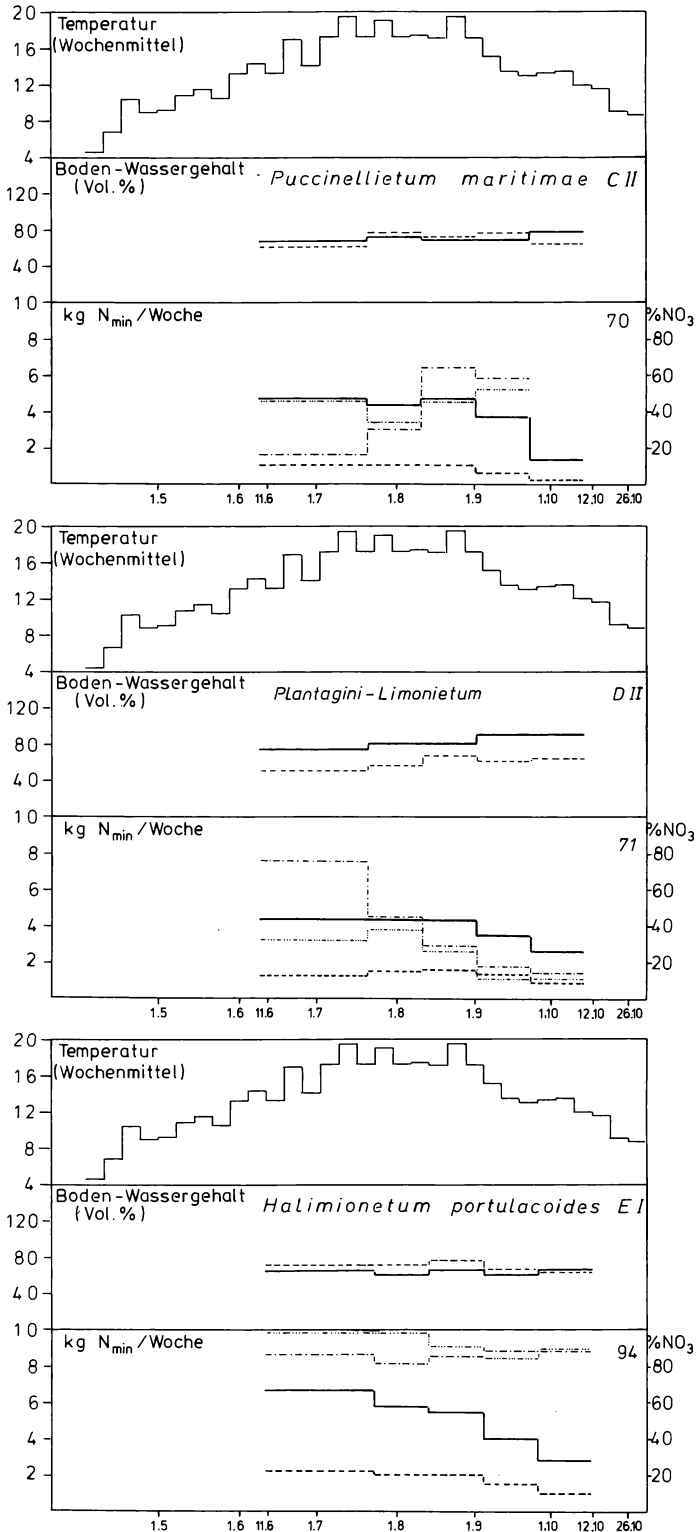 20
Temperatur
(Wochenmittel)
16
12
8
4
Boden-Wassergehalt
(Vol.%)
Puccinellietum maritimae C II
120
80
40
10
kg Nmin/Woche
70
%NO3
8
80
6
60
4
40
2
20
1.5 1.6 11.6 1.7 1.8 1.9 1.10 12.10 26.10
20
Temperatur
(Wochenmittel)
16
12
8
4
Boden-Wassergehalt
(Vol.%)
Plantagini-Limonietum D II
120
80
40
10
kg Nmin/Woche
71
%NO3
8
80
6
60
4
40
2
20
1.5 1.6 11.6 1.7 1.8 1.9 1.10 12.10 26.10
20
Temperatur
(Wochenmittel)
16
12
8
4
Boden-Wassergehalt
(Vol.%)
Halimionetum portulacoides E I
120
80
40
10
kg Nmin/Woche
94
%NO3
8
80
6
60
4
40
2
20
1.5 1.6 11.6 1.7 1.8 1.9 1.10 12.10 26.10